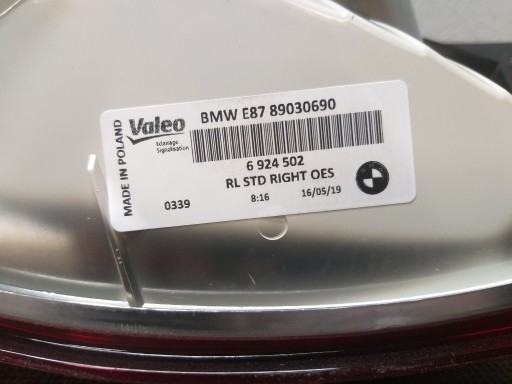 MADE IN POLAND
Valeo
Eclairage
Signalisation
BMW E87 89030690
6 924 502
RL STD RIGHT OES
0339 8:16 16/05/19